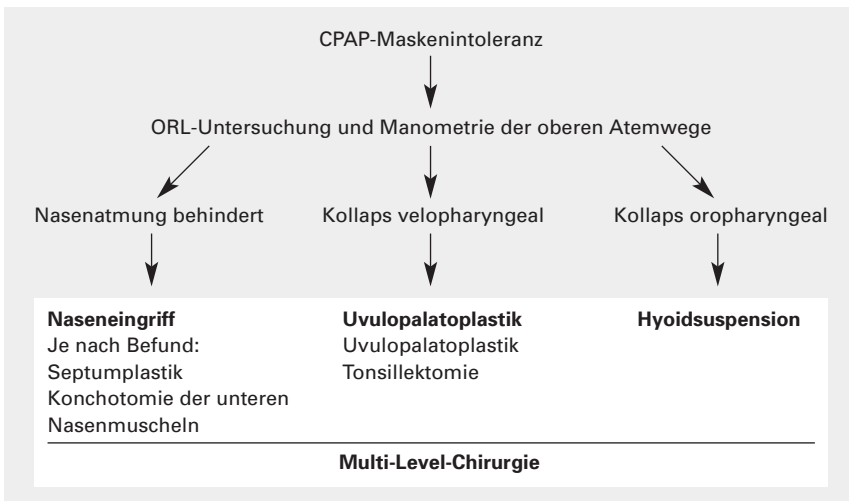 CPAP-Maskenintoleranz
ORL-Untersuchung und Manometrie der oberen Atemwege
Nasenatmung behindert
Kollaps velopharyngeal
Kollaps oropharyngeal
Naseneingriff
Je nach Befund:
Septumplastik
Konchotomie der unteren
Nasenmuscheln
Uvulopalatoplastik
Uvulopalatoplastik
Tonsillektomie
Hyoidsuspension
Multi-Level-Chirurgie